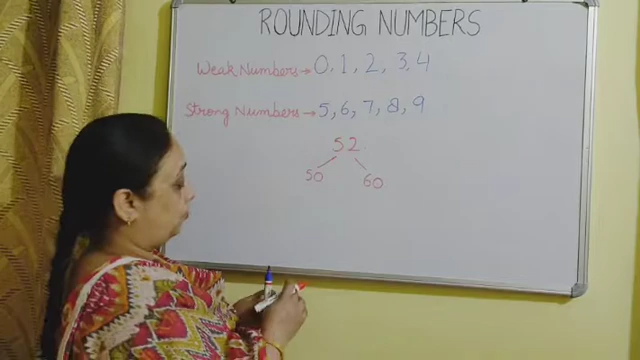 ROUNDING NUMBERS
Weak Numbers → 0, 1, 2, 3, 4
Strong Numbers → 5, 6, 7, 8, 9
52
50 60